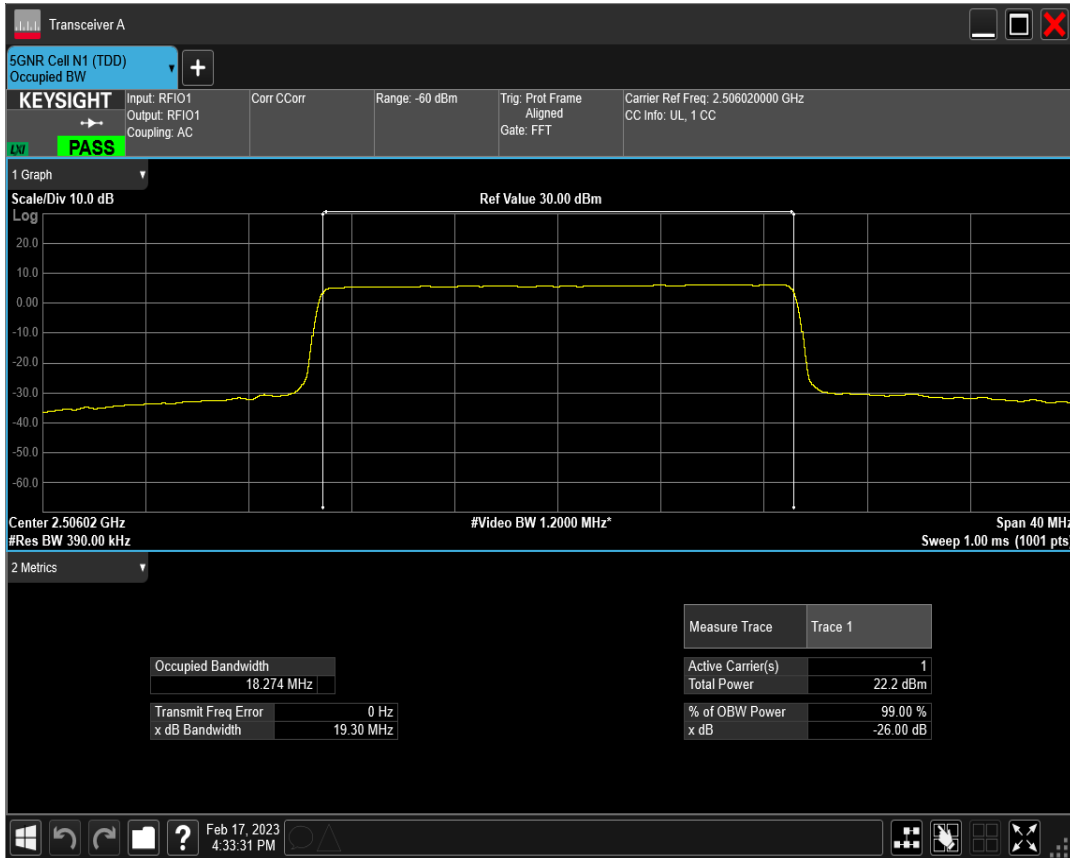 Transceiver A
5GNR Cell N1 (TDD)
Occupied BW
+
KEYSIGHT
LXI
PASS
Input: RFIO1
Output: RFIO1
Coupling: AC
Corr CCorr
Range: -60 dBm
Trig: Prot Frame
Aligned
Gate: FFT
Carrier Ref Freq: 2.506020000 GHz
CC Info: UL, 1 CC
1 Graph
Scale/Div 10.0 dB
Ref Value 30.00 dBm
Log
20.0
10.0
0.00
-10.0
-20.0
-30.0
-40.0
-50.0
-60.0
Center 2.50602 GHz
#Video BW 1.2000 MHz*
Span 40 MHz
#Res BW 390.00 kHz
Sweep 1.00 ms (1001 pts)
2 Metrics
Measure Trace Trace 1
Occupied Bandwidth
18.274 MHz
Active Carrier(s) 1
Total Power 22.2 dBm
Transmit Freq Error 0 Hz
x dB Bandwidth 19.30 MHz
% of OBW Power 99.00 %
x dB -26.00 dB
?
Feb 17, 2023
4:33:31 PM